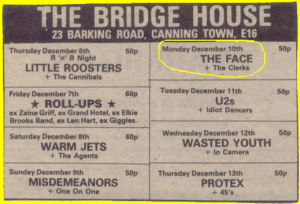 THE BRIDGE HOUSE
23 BARKING ROAD, CANNING TOWN, E16
Thursday December 6th 50p
R 'n' B Night
LITTLE ROOSTERS
+ The Cannibals
Friday December 7th 60p
★ ROLL-UPS ★
ex Zaine Griff, ex Grand Hotel, ex Elkie
Brooks Band, ex Len Hart, ex Giggles.
Saturday December 8th 60p
WARM JETS
+ The Agents
Sunday December 9th 50p
MISDEMEANORS
+ One On One
Monday December 10th 50p
THE FACE
+ The Clerks
Tuesday December 11th 50p
U2s
+ Idiot Dancers
Wednesday December 12th 50p
WASTED YOUTH
+ In Camera
Thursday December 13th 50p
PROTEX
+ 45's